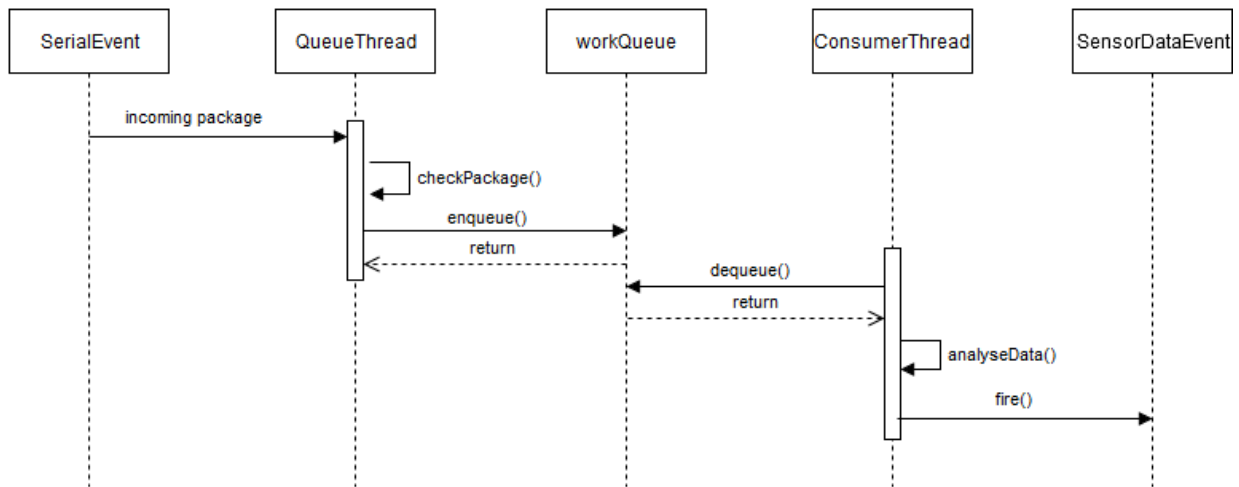 SerialEvent
QueueThread
workQueue
ConsumerThread
SensorDataEvent
incoming package
checkPackage()
enqueue()
return
dequeue()
return
analyseData()
fire()